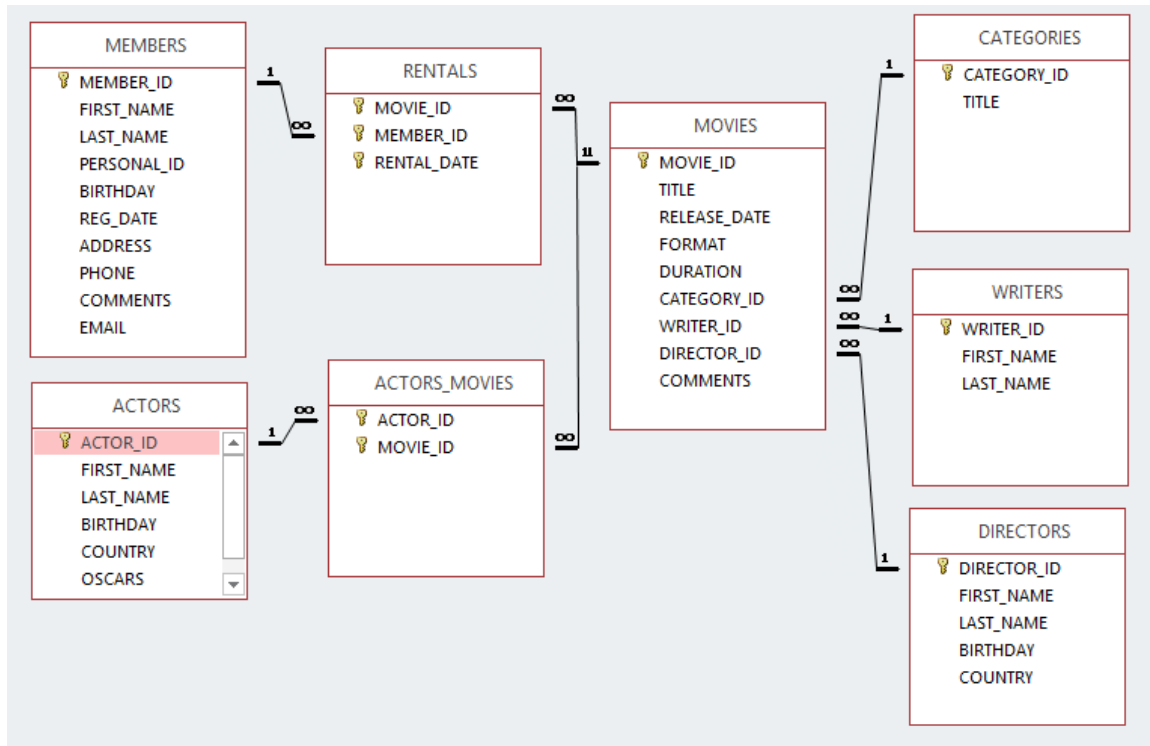 MEMBERS
MEMBER_ID
FIRST_NAME
LAST_NAME
PERSONAL_ID
BIRTHDAY
REG_DATE
ADDRESS
PHONE
COMMENTS
EMAIL
1
∞
RENTALS
MOVIE_ID
MEMBER_ID
RENTAL_DATE
∞
11
ACTORS
ACTOR_ID
FIRST_NAME
LAST_NAME
BIRTHDAY
COUNTRY
OSCARS
1
∞
ACTORS_MOVIES
ACTOR_ID
MOVIE_ID
∞
MOVIES
MOVIE_ID
TITLE
RELEASE_DATE
FORMAT
DURATION
CATEGORY_ID
WRITER_ID
DIRECTOR_ID
COMMENTS
∞
∞
∞
1
CATEGORIES
CATEGORY_ID
TITLE
1
WRITERS
WRITER_ID
FIRST_NAME
LAST_NAME
1
DIRECTORS
DIRECTOR_ID
FIRST_NAME
LAST_NAME
BIRTHDAY
COUNTRY